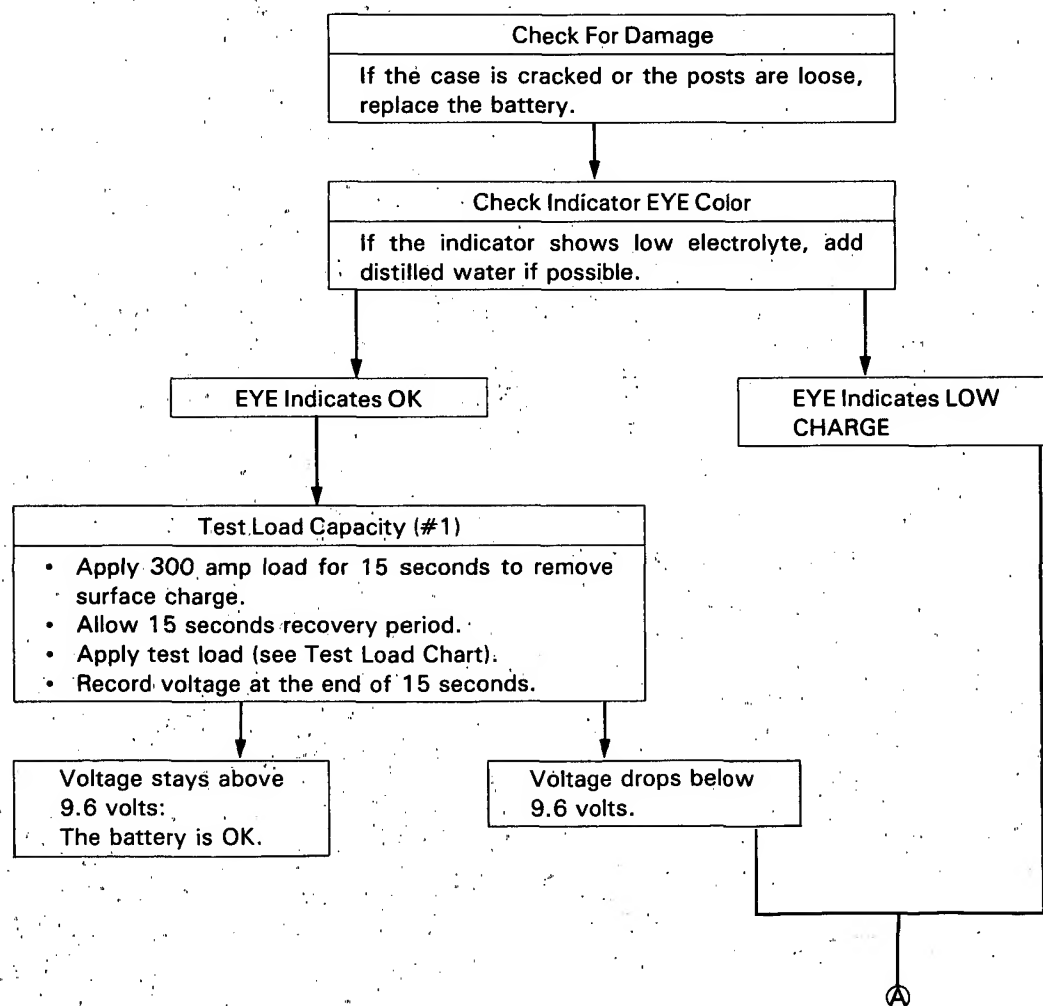 Check For Damage
If the case is cracked or the posts are loose,
replace the battery.
Check Indicator EYE Color
If the indicator shows low electrolyte, add
distilled water if possible.
EYE Indicates OK
EYE Indicates LOW
CHARGE
Test Load Capacity (#1)
• Apply 300 amp load for 15 seconds to remove
surface charge.
• Allow 15 seconds recovery period.
• Apply test load (see Test Load Chart).
• Record voltage at the end of 15 seconds.
Voltage stays above
9.6 volts:
The battery is OK.
Voltage drops below
9.6 volts.
Ⓐ